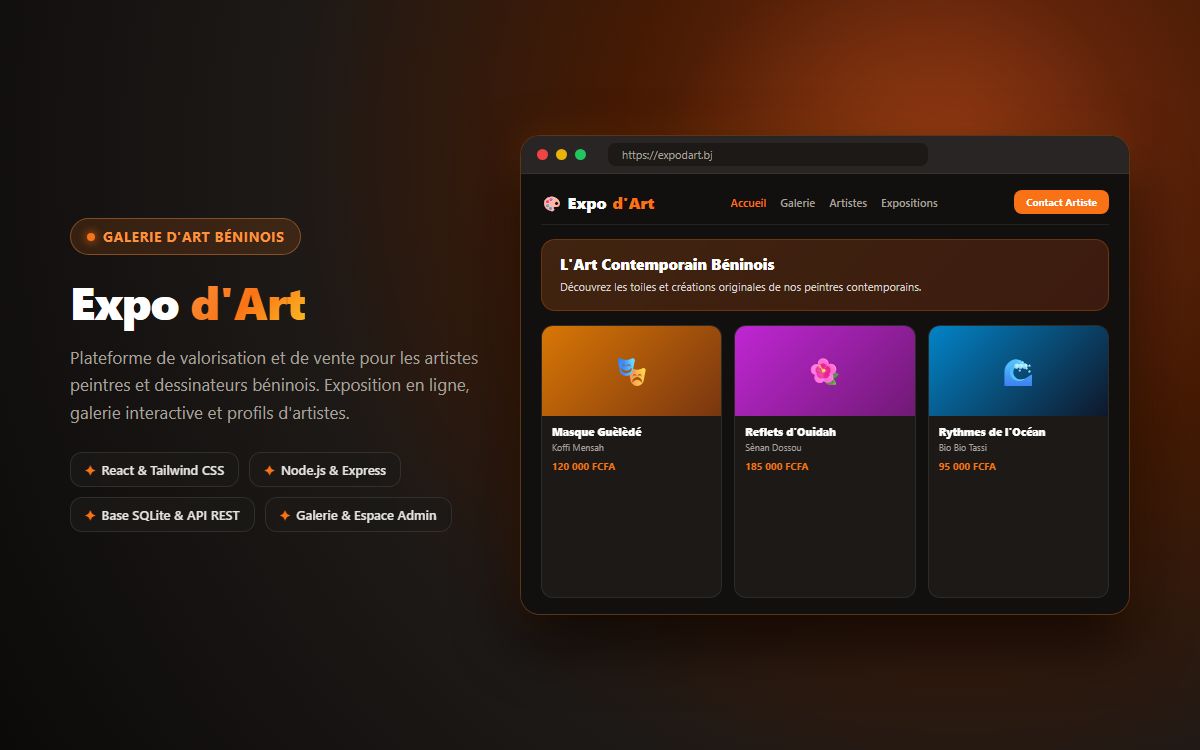 GALERIE D'ART BÉNINOIS
Expo d'Art
Plateforme de valorisation et de vente pour les artistes
peintres et dessinateurs béninois. Exposition en ligne,
galerie interactive et profils d'artistes.
✦ React & Tailwind CSS
✦ Node.js & Express
✦ Base SQLite & API REST
✦ Galerie & Espace Admin
https://expodart.bj
Expo d'Art
Accueil Galerie Artistes Expositions
Contact Artiste
L'Art Contemporain Béninois
Découvrez les toiles et créations originales de nos peintres contemporains.
Masque Guèlèdé
Koffi Mensah
120 000 FCFA
Reflets d'Ouidah
Sènan Dossou
185 000 FCFA
Rythmes de l'Océan
Bio Bio Tassi
95 000 FCFA